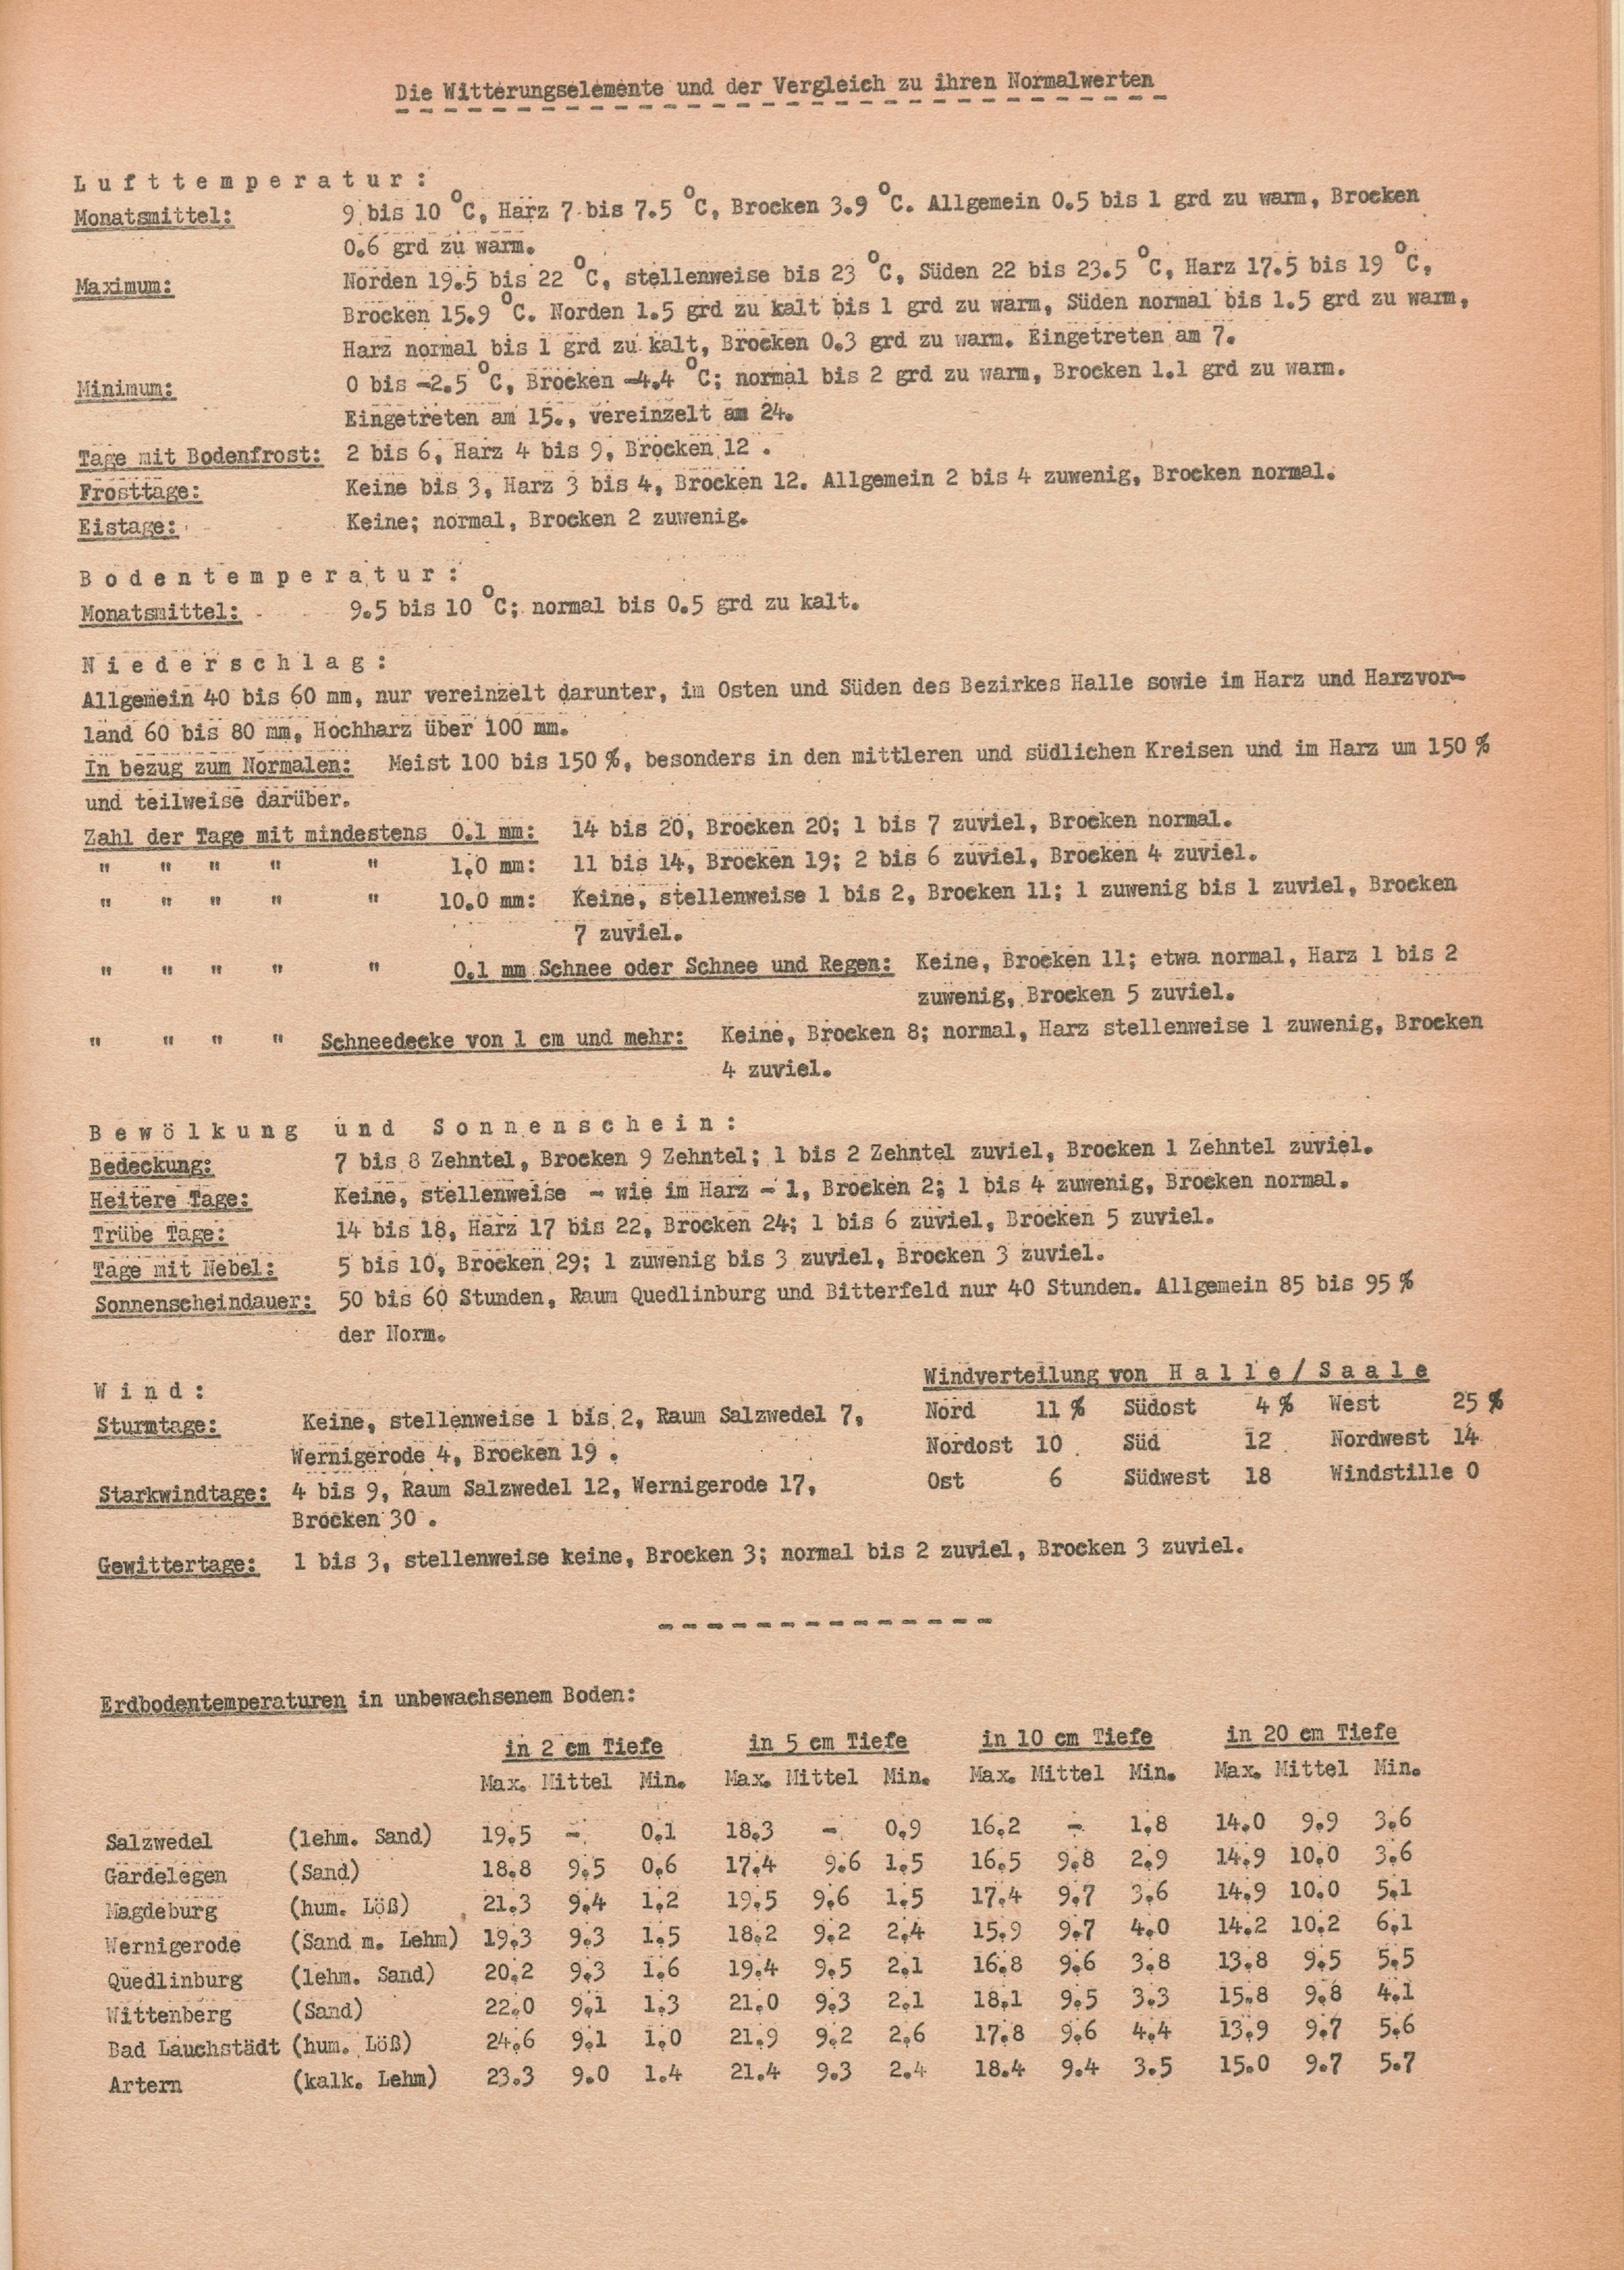 Die Witterungselemente und der Vergleich zu ihren Normalwerten
L u f t t e m p e r a t u r :
Monatsmittel: 9 bis 10 °C, Harz 7 bis 7.5 °C, Brocken 3.9 °C. Allgemein 0.5 bis 1 grd zu warm, Brocken
0.6 grd zu warm.
Maximum: Norden 19.5 bis 22 °C, stellenweise bis 23 °C, Süden 22 bis 23.5 °C, Harz 17.5 bis 19 °C,
Brocken 15.9 °C. Norden 1.5 grd zu kalt bis 1 grd zu warm, Süden normal bis 1.5 grd zu warm,
Harz normal bis 1 grd zu kalt, Brocken 0.3 grd zu warm. Eingetreten am 7.
Minimum: 0 bis -2.5 °C, Brocken -4.4 °C; normal bis 2 grd zu warm, Brocken 1.1 grd zu warm.
Eingetreten am 15., vereinzelt am 24.
Tage mit Bodenfrost: 2 bis 6, Harz 4 bis 9, Brocken 12 .
Frosttage: Keine bis 3, Harz 3 bis 4, Brocken 12. Allgemein 2 bis 4 zuwenig, Brocken normal.
Eistage: Keine; normal, Brocken 2 zuwenig.
B o d e n t e m p e r a t u r :
Monatsmittel: 9.5 bis 10 °C; normal bis 0.5 grd zu kalt.
N i e d e r s c h l a g :
Allgemein 40 bis 60 mm, nur vereinzelt darunter, im Osten und Süden des Bezirkes Halle sowie im Harz und Harzvor-
land 60 bis 80 mm, Hochharz über 100 mm.
In bezug zum Normalen: Meist 100 bis 150 %, besonders in den mittleren und südlichen Kreisen und im Harz um 150 %
und teilweise darüber.
Zahl der Tage mit mindestens 0.1 mm: 14 bis 20, Brocken 20; 1 bis 7 zuviel, Brocken normal.
" " " " " 1.0 mm: 11 bis 14, Brocken 19; 2 bis 6 zuviel, Brocken 4 zuviel.
" " " " " 10.0 mm: Keine, stellenweise 1 bis 2, Brocken 11; 1 zuwenig bis 1 zuviel, Brocken
7 zuviel.
" " " " " 0.1 mm Schnee oder Schnee und Regen: Keine, Brocken 11; etwa normal, Harz 1 bis 2
zuwenig, Brocken 5 zuviel.
" " " " Schneedecke von 1 cm und mehr: Keine, Brocken 8; normal, Harz stellenweise 1 zuwenig, Brocken
4 zuviel.
B e w ö l k u n g u n d S o n n e n s c h e i n :
Bedeckung: 7 bis 8 Zehntel, Brocken 9 Zehntel; 1 bis 2 Zehntel zuviel, Brocken 1 Zehntel zuviel.
Heitere Tage: Keine, stellenweise - wie im Harz - 1, Brocken 2; 1 bis 4 zuwenig, Brocken normal.
Trübe Tage: 14 bis 18, Harz 17 bis 22, Brocken 24; 1 bis 6 zuviel, Brocken 5 zuviel.
Tage mit Nebel: 5 bis 10, Brocken 29; 1 zuwenig bis 3 zuviel, Brocken 3 zuviel.
Sonnenscheindauer: 50 bis 60 Stunden, Raum Quedlinburg und Bitterfeld nur 40 Stunden. Allgemein 85 bis 95 %
der Norm.
W i n d :
Sturmtage: Keine, stellenweise 1 bis 2, Raum Salzwedel 7,
Wernigerode 4, Brocken 19 .
Starkwindtage: 4 bis 9, Raum Salzwedel 12, Wernigerode 17,
Brocken 30 .
Windverteilung von H a l l e / S a a l e
Nord 11 % Südost 4 % West 25 %
Nordost 10 Süd 12 Nordwest 14
Ost 6 Südwest 18 Windstille 0
Gewittertage: 1 bis 3, stellenweise keine, Brocken 3; normal bis 2 zuviel, Brocken 3 zuviel.
Erdbodentemperaturen in unbewachsenem Boden:
in 2 cm Tiefe in 5 cm Tiefe in 10 cm Tiefe in 20 cm Tiefe
Max. Mittel Min. Max. Mittel Min. Max. Mittel Min. Max. Mittel Min.
Salzwedel (lehm. Sand) 19.5 - 0.1 18.3 - 0.9 16.2 - 1.8 14.0 9.9 3.6
Gardelegen (Sand) 18.8 9.5 0.6 17.4 9.6 1.5 16.5 9.8 2.9 14.9 10.0 3.6
Magdeburg (hum. Löß) 21.3 9.4 1.2 19.5 9.6 1.5 17.4 9.7 3.6 14.9 10.0 5.1
Wernigerode (Sand m. Lehm) 19.3 9.3 1.5 18.2 9.2 2.4 15.9 9.7 4.0 14.2 10.2 6.1
Quedlinburg (lehm. Sand) 20.2 9.3 1.6 19.4 9.5 2.1 16.8 9.6 3.8 13.8 9.5 5.5
Wittenberg (Sand) 22.0 9.1 1.3 21.0 9.3 2.1 18.1 9.5 3.3 15.8 9.8 4.1
Bad Lauchstädt (hum. Löß) 24.6 9.1 1.0 21.9 9.2 2.6 17.8 9.6 4.4 13.9 9.7 5.6
Artern (kalk. Lehm) 23.3 9.0 1.4 21.4 9.3 2.4 18.4 9.4 3.5 15.0 9.7 5.7